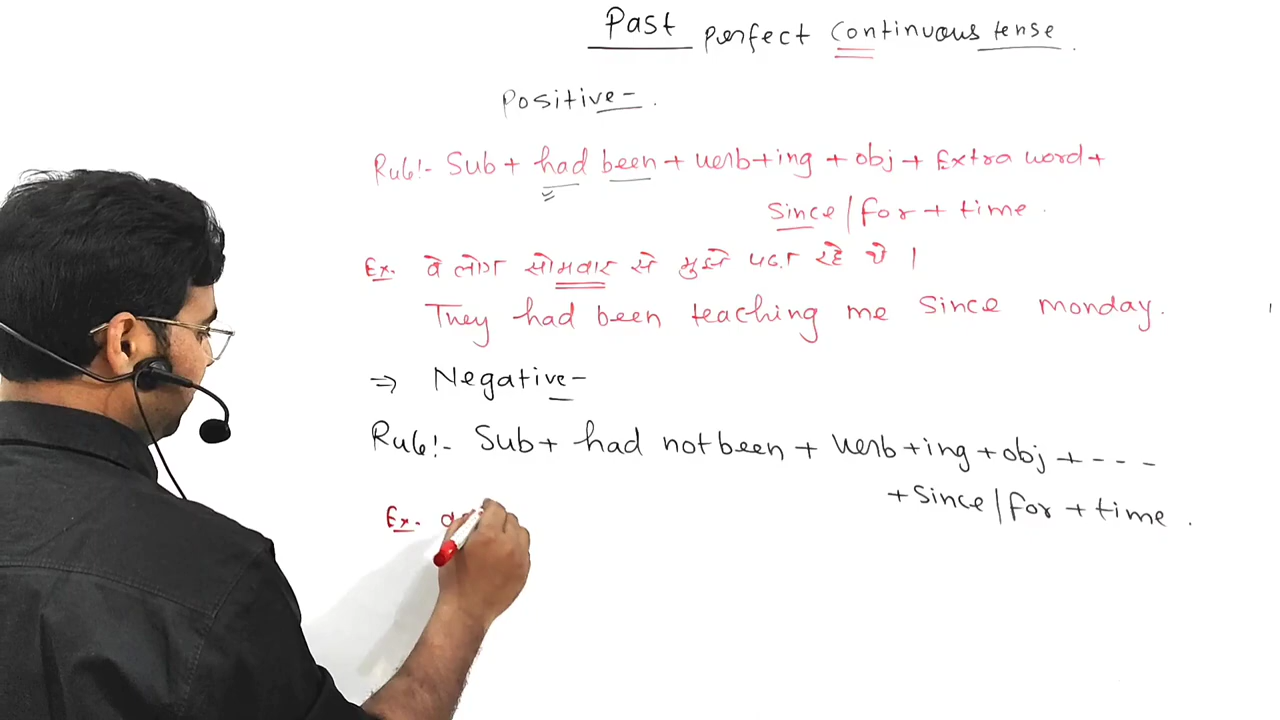 Past perfect continuous tense.
Positive- .
Rule!- Sub + had been + verb+ing + obj + Extra word +
Since/for + time .
Ex. वे लोग सोमवार से मुझे पढ़ा रहे थे ।
They had been teaching me since monday.
⇒ Negative-
Rule!- Sub + had not been + verb+ing + obj + ---
+ Since/for + time .
Ex.